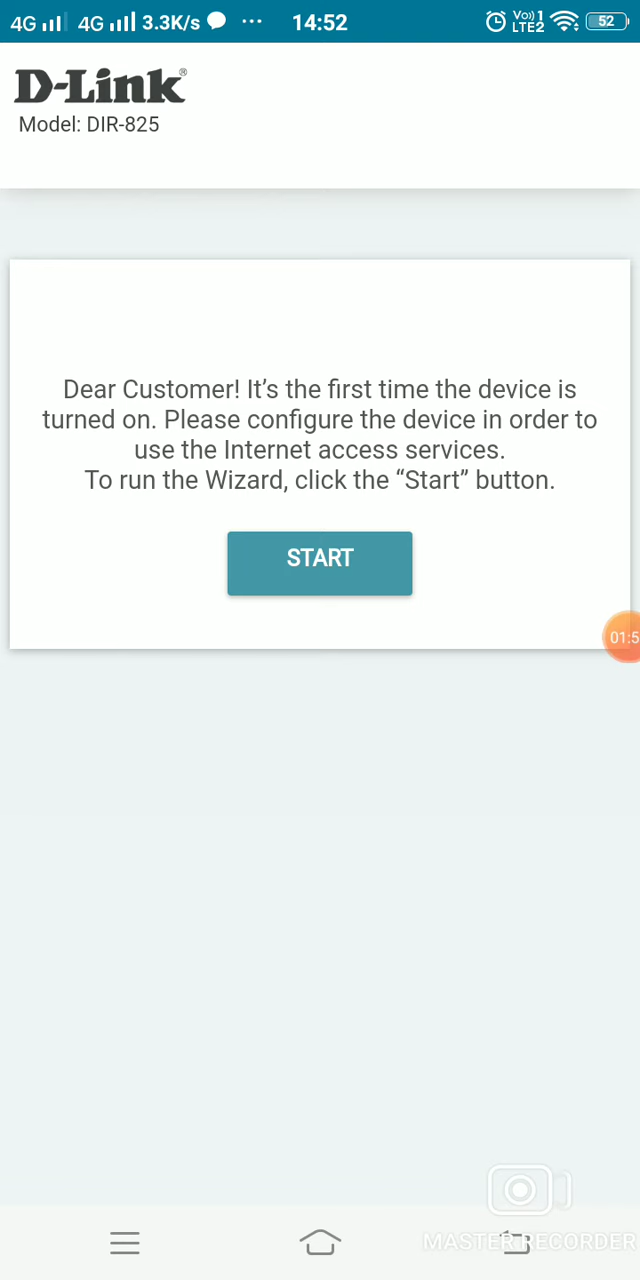 4G 4G 3.3K/s ... 14:52 Vo)) 1 LTE2 52
D-Link®
Model: DIR-825
Dear Customer! It’s the first time the device is
turned on. Please configure the device in order to
use the Internet access services.
To run the Wizard, click the “Start” button.
START
01:5
MASTER RECORDER